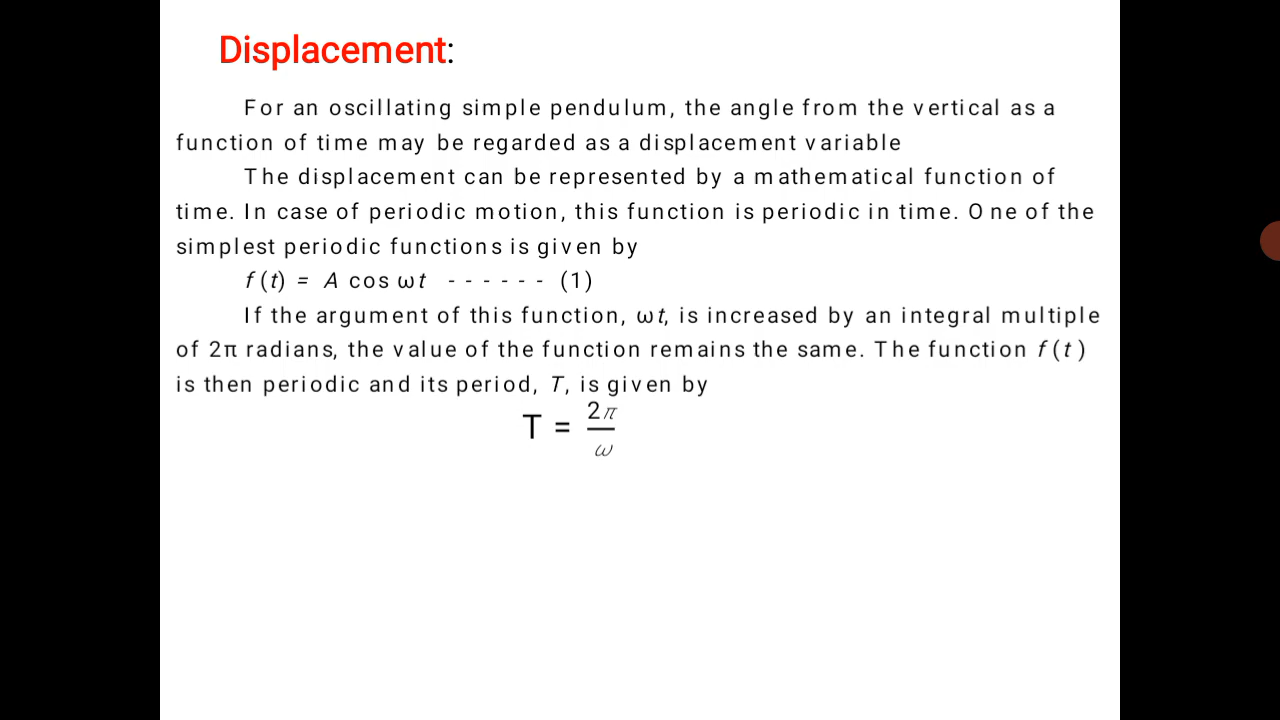 Displacement:
For an oscillating simple pendulum, the angle from the vertical as a
function of time may be regarded as a displacement variable
The displacement can be represented by a mathematical function of
time. In case of periodic motion, this function is periodic in time. One of the
simplest periodic functions is given by
f (t) = A cos ωt - - - - - - (1)
If the argument of this function, ωt, is increased by an integral multiple
of 2π radians, the value of the function remains the same. The function f (t)
is then periodic and its period, T, is given by
T = 2π/ω